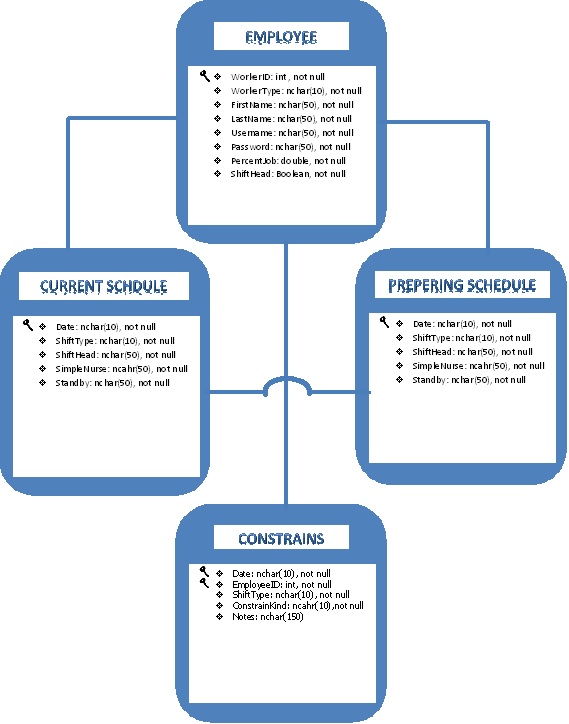 EMPLOYEE
WorkerID: int, not null
WorkerType: nchar(10), not null
FirstName: nchar(50), not null
LastName: nchar(50), not null
Username: nchar(50), not null
Password: nchar(50), not null
PercentJob: double, not null
ShiftHead: Boolean, not null
CURRENT SCHDULE
Date: nchar(10), not null
ShiftType: nchar(10), not null
ShiftHead: nchar(50), not null
SimpleNurse: ncahr(50), not null
Standby: nchar(50), not null
PREPERING SCHEDULE
Date: nchar(10), not null
ShiftType: nchar(10), not null
ShiftHead: nchar(50), not null
SimpleNurse: ncahr(50), not null
Standby: nchar(50), not null
CONSTRAINS
Date: nchar(10), not null
EmployeeID: int, not null
ShiftType: nchar(10), not null
ConstrainKind: ncahr(10),not null
Notes: nchar(150)